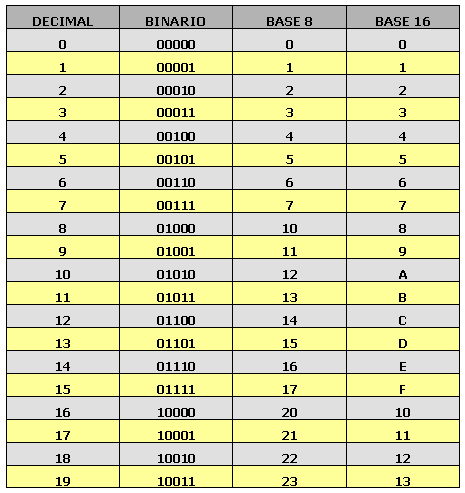 DECIMAL BINARIO BASE 8 BASE 16
0 00000 0 0
1 00001 1 1
2 00010 2 2
3 00011 3 3
4 00100 4 4
5 00101 5 5
6 00110 6 6
7 00111 7 7
8 01000 10 8
9 01001 11 9
10 01010 12 A
11 01011 13 B
12 01100 14 C
13 01101 15 D
14 01110 16 E
15 01111 17 F
16 10000 20 10
17 10001 21 11
18 10010 22 12
19 10011 23 13